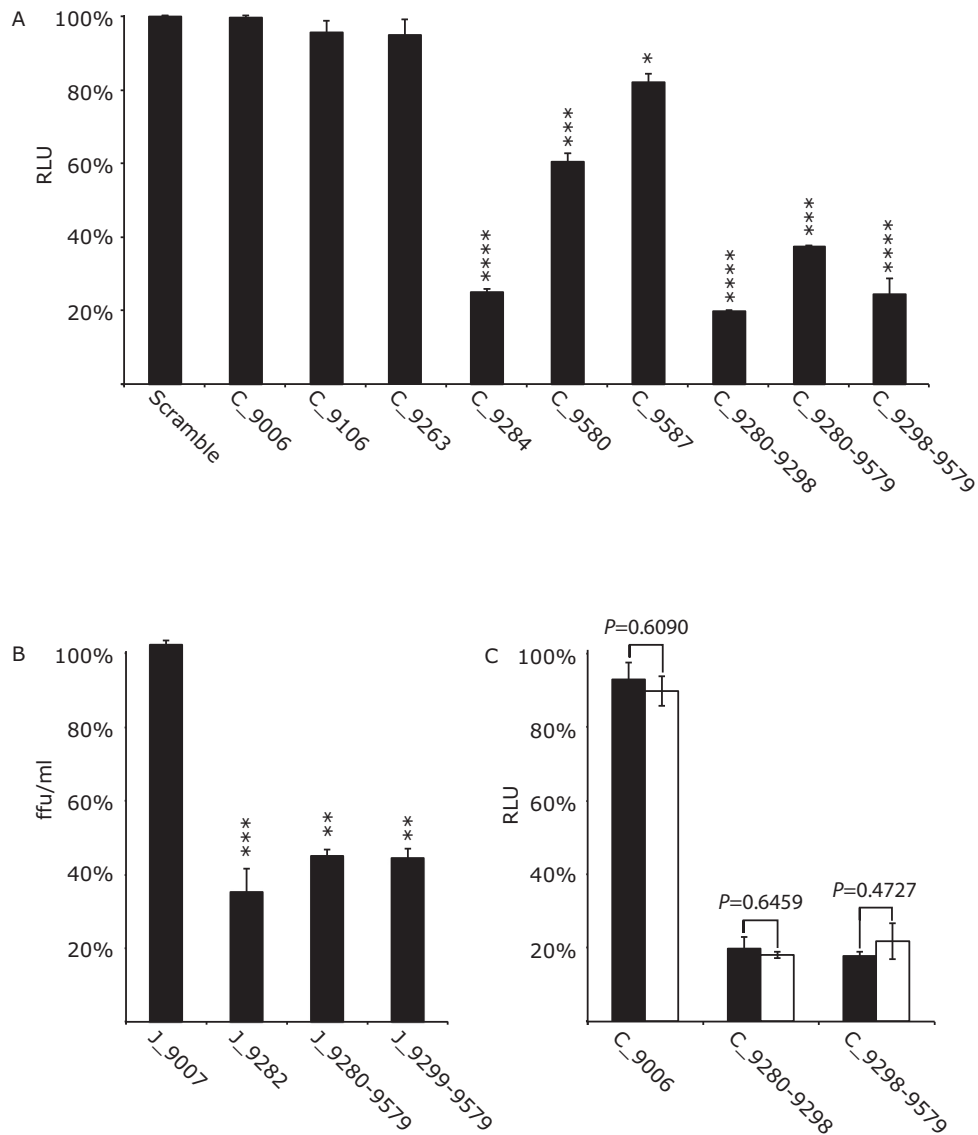 A
RLU
100%
80%
60%
40%
20%
****
***
*
****
***
****
Scramble
C_9006
C_9106
C_9263
C_9284
C_9580
C_9587
C_9280-9298
C_9280-9579
C_9298-9579
B
ffu/ml
100%
80%
60%
40%
20%
***
**
**
J_9007
J_9282
J_9280-9579
J_9299-9579
C
RLU
100%
80%
60%
40%
20%
P=0.6090
P=0.6459
P=0.4727
C_9006
C_9280-9298
C_9298-9579